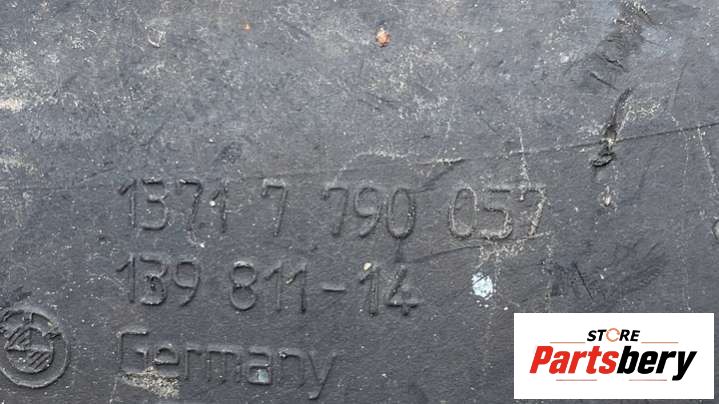 1371 7 790 057
139 811-14
Germany
STORE
Partsbery